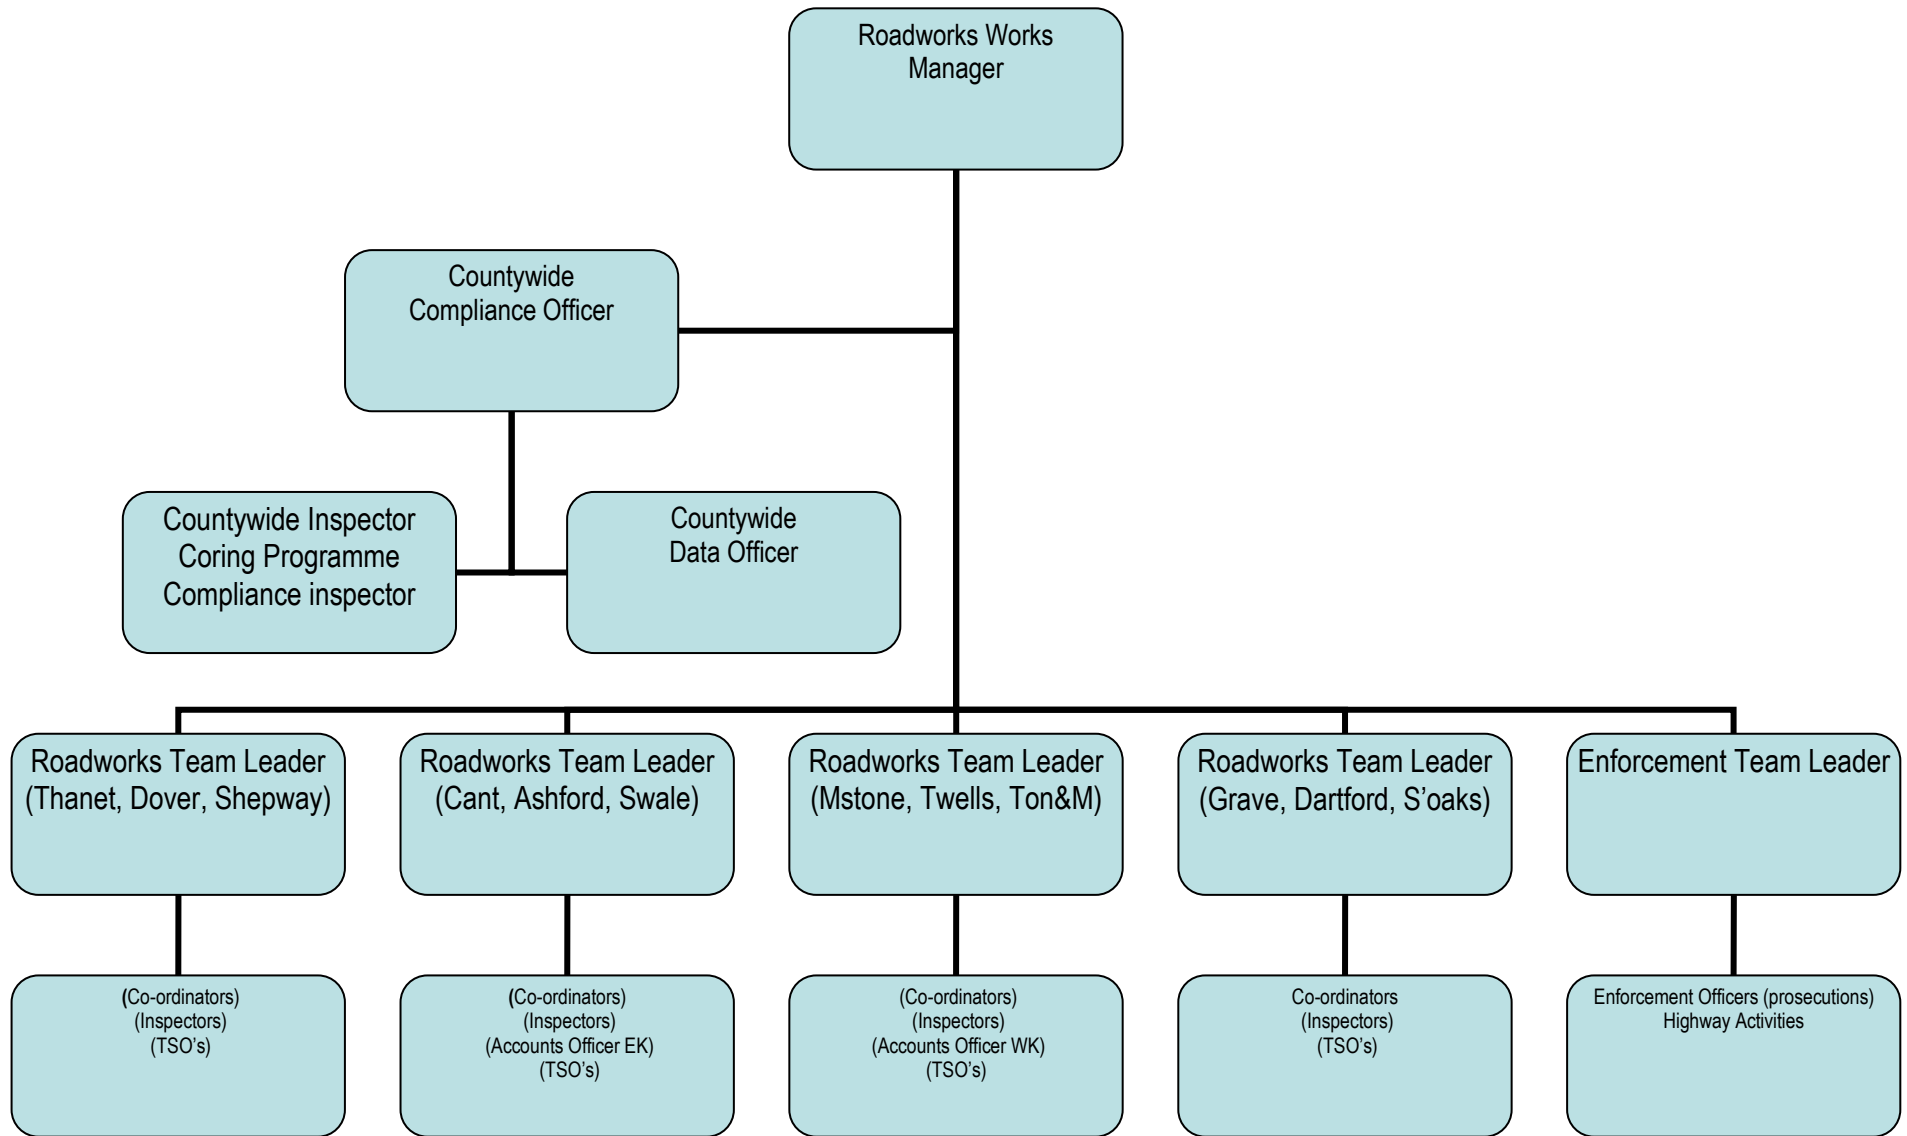 Roadworks Works
Manager
Countywide
Compliance Officer
Countywide Inspector
Coring Programme
Compliance inspector
Countywide
Data Officer
Roadworks Team Leader
(Thanet, Dover, Shepway)
Roadworks Team Leader
(Cant, Ashford, Swale)
Roadworks Team Leader
(Mstone, Twells, Ton&M)
Roadworks Team Leader
(Grave, Dartford, S’oaks)
Enforcement Team Leader
(Co-ordinators)
(Inspectors)
(TSO’s)
(Co-ordinators)
(Inspectors)
(Accounts Officer EK)
(TSO’s)
(Co-ordinators)
(Inspectors)
(Accounts Officer WK)
(TSO’s)
Co-ordinators
(Inspectors)
(TSO’s)
Enforcement Officers (prosecutions)
Highway Activities